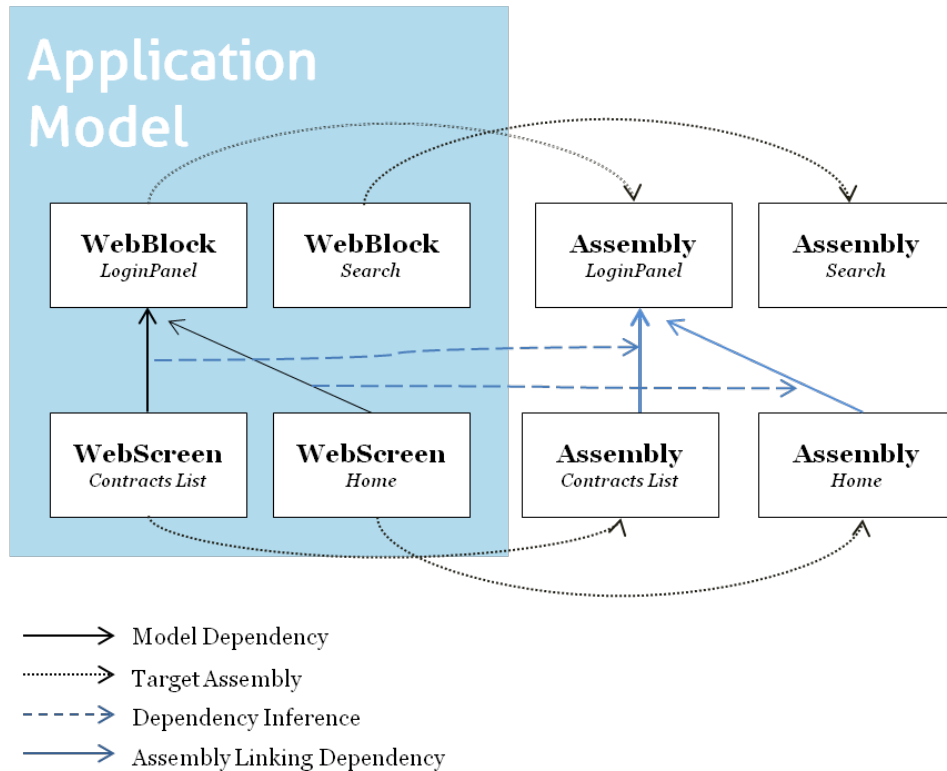 Application
Model
WebBlock
LoginPanel
WebBlock
Search
Assembly
LoginPanel
Assembly
Search
WebScreen
Contracts List
WebScreen
Home
Assembly
Contracts List
Assembly
Home
Model Dependency
Target Assembly
Dependency Inference
Assembly Linking Dependency